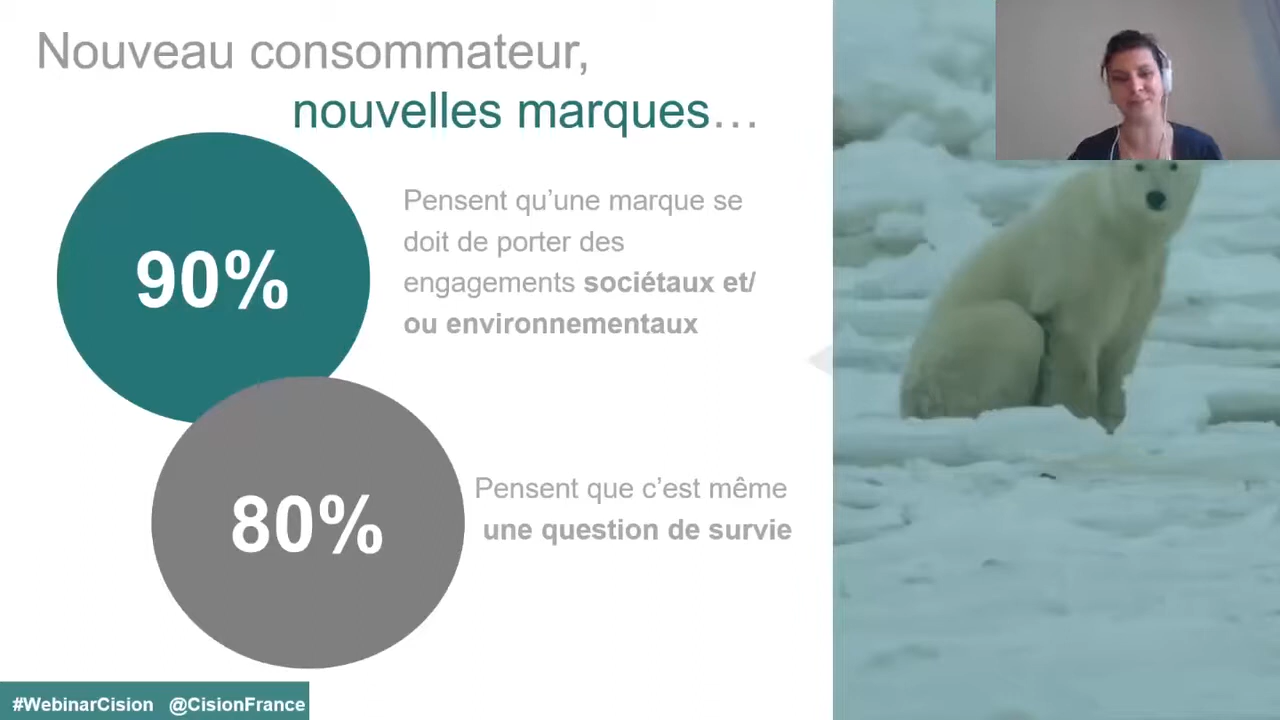 Nouveau consommateur,
nouvelles marques…
90%
Pensent qu’une marque se
doit de porter des
engagements sociétaux et/
ou environnementaux
80%
Pensent que c’est même
une question de survie
#WebinarCision @CisionFrance